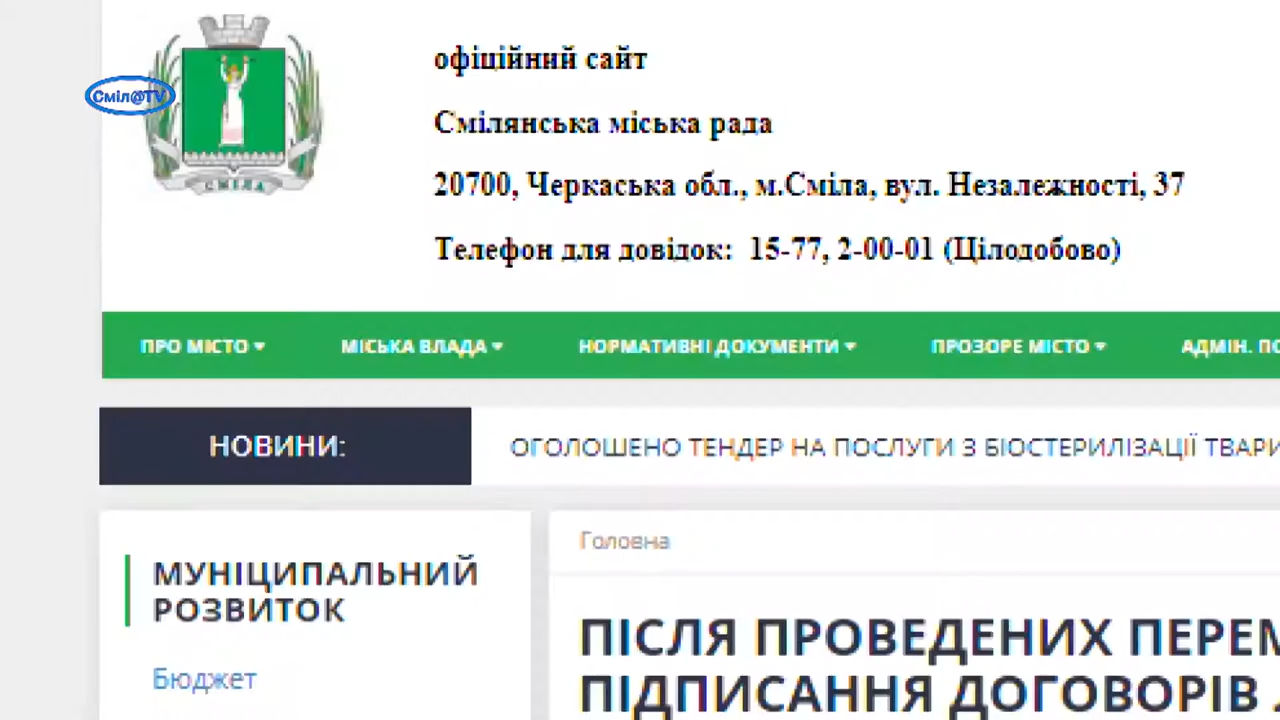 офіційний сайт
Сміл@TV
Смілянська міська рада
20700, Черкаська обл., м.Сміла, вул. Незалежності, 37
СМІЛА
Телефон для довідок: 15-77, 2-00-01 (Цілодобово)
ПРО МІСТО МІСЬКА ВЛАДА НОРМАТИВНІ ДОКУМЕНТИ ПРОЗОРЕ МІСТО АДМІН.
НОВИНИ: ОГОЛОШЕНО ТЕНДЕР НА ПОСЛУГИ З БІОСТЕРИЛІЗАЦІЇ
Головна
МУНІЦИПАЛЬНИЙ
РОЗВИТОК
Бюджет
ПІСЛЯ ПРОВЕДЕНИХ
ПІДПИСАННЯ ДОГОВОРІВ